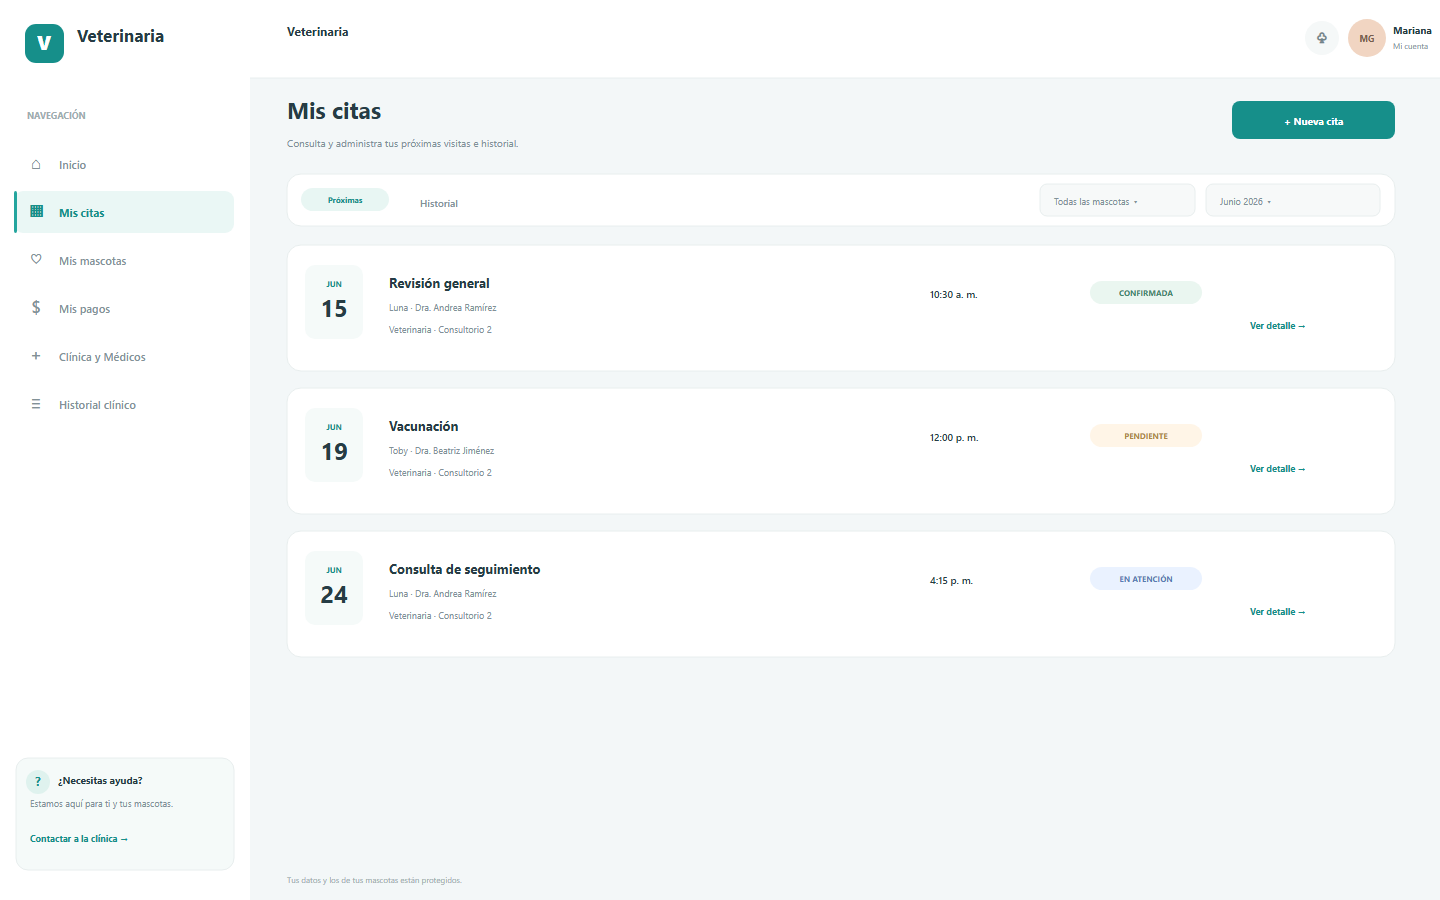 V Veterinaria
NAVEGACIÓN
Inicio
Mis citas
Mis mascotas
$ Mis pagos
+ Clínica y Médicos
Historial clínico
? ¿Necesitas ayuda?
Estamos aquí para ti y tus mascotas.
Contactar a la clínica →
Veterinaria
MG
Mariana
Mi cuenta
Mis citas
Consulta y administra tus próximas visitas e historial.
+ Nueva cita
Próximas
Historial
Todas las mascotas
Junio 2026
JUN
15
Revisión general
Luna · Dra. Andrea Ramírez
Veterinaria · Consultorio 2
10:30 a. m.
CONFIRMADA
Ver detalle →
JUN
19
Vacunación
Toby · Dra. Beatriz Jiménez
Veterinaria · Consultorio 2
12:00 p. m.
PENDIENTE
Ver detalle →
JUN
24
Consulta de seguimiento
Luna · Dra. Andrea Ramírez
Veterinaria · Consultorio 2
4:15 p. m.
EN ATENCIÓN
Ver detalle →
Tus datos y los de tus mascotas están protegidos.